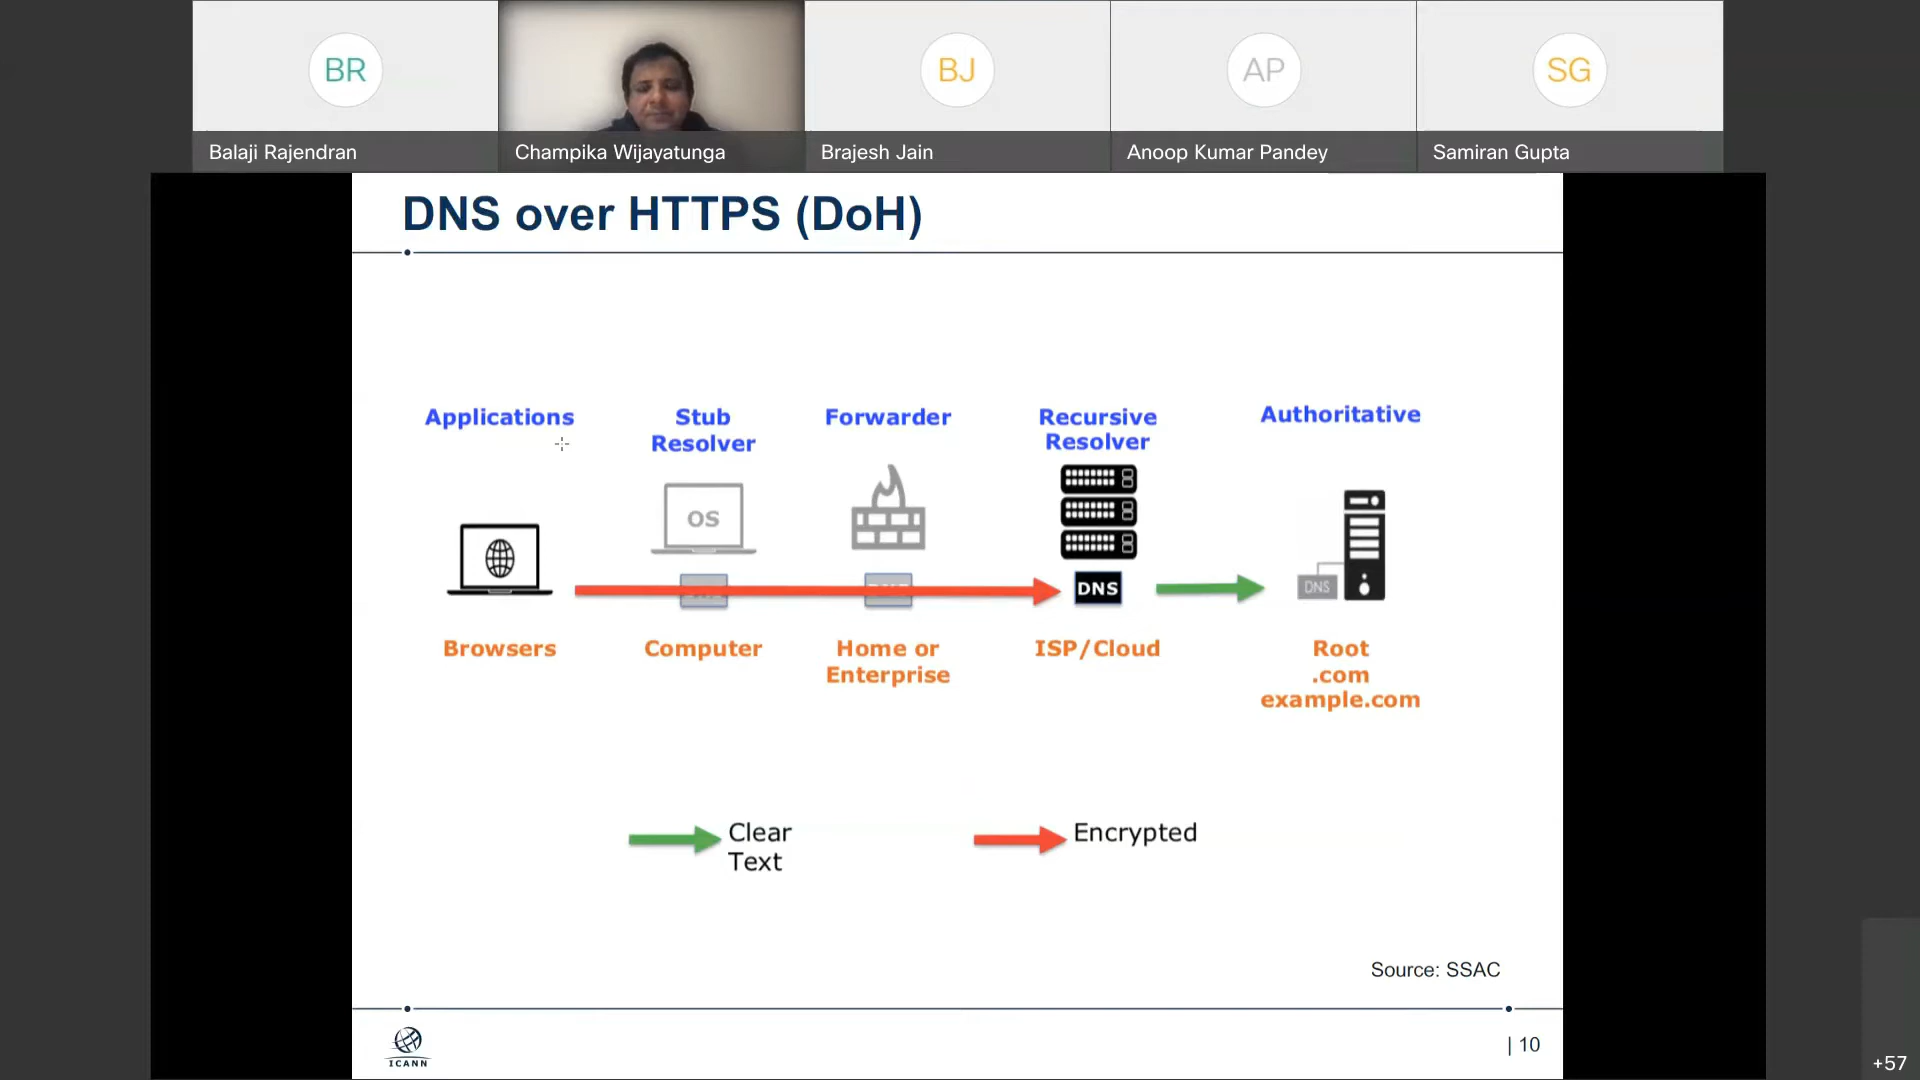 BR
BJ
AP
SG
Balaji Rajendran
Champika Wijayatunga
Brajesh Jain
Anoop Kumar Pandey
Samiran Gupta
DNS over HTTPS (DoH)
Applications
Stub
Resolver
Forwarder
Recursive
Resolver
Authoritative
OS
DNS
DNS
Browsers
Computer
Home or
Enterprise
ISP/Cloud
Root
.com
example.com
Clear
Text
Encrypted
Source: SSAC
ICANN
| 10
+57